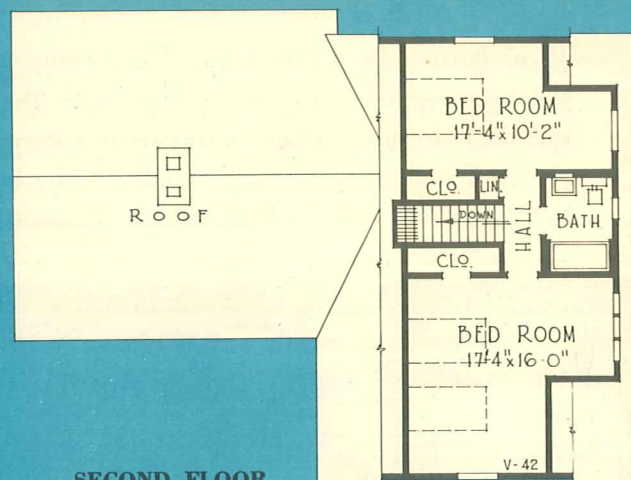 BED ROOM
17'-4" x 10'-2"
CLO. LIN.
DOWN
HALL
BATH
R O O F
CLO.
BED ROOM
17'-4" x 16'-0"
V-42
SECOND FLOOR